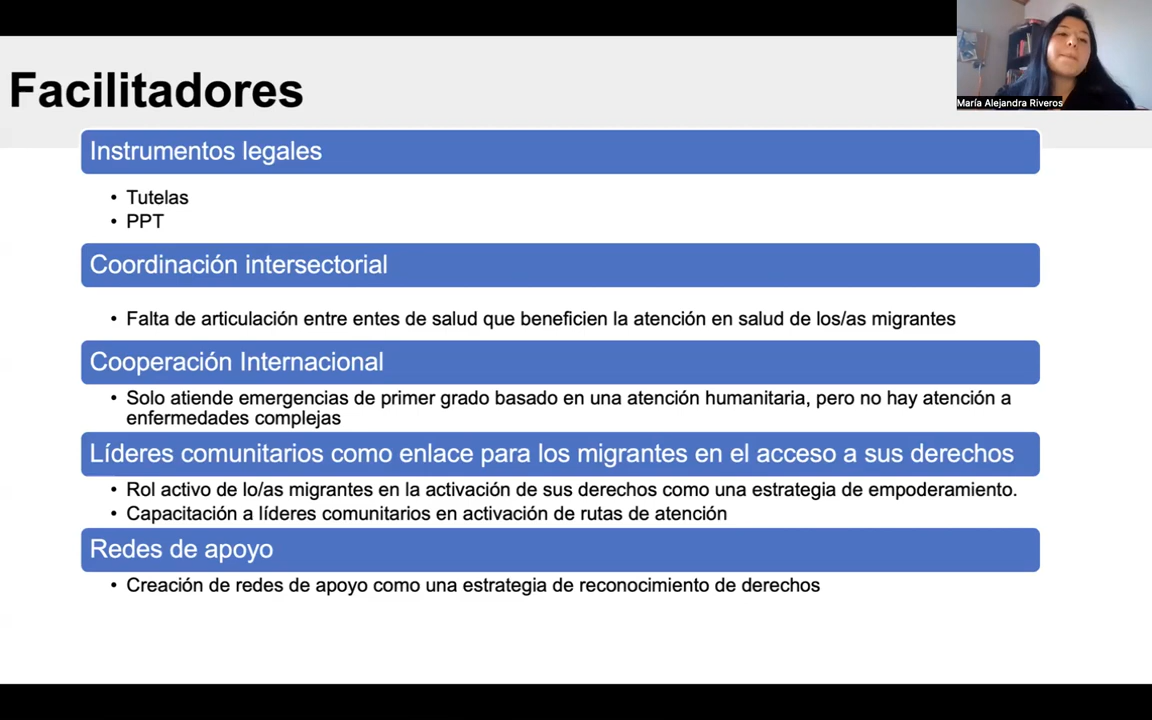 Facilitadores
María Alejandra Riveros
Instrumentos legales
• Tutelas
• PPT
Coordinación intersectorial
• Falta de articulación entre entes de salud que beneficien la atención en salud de los/as migrantes
Cooperación Internacional
• Solo atiende emergencias de primer grado basado en una atención humanitaria, pero no hay atención a
enfermedades complejas
Líderes comunitarios como enlace para los migrantes en el acceso a sus derechos
• Rol activo de lo/as migrantes en la activación de sus derechos como una estrategia de empoderamiento.
• Capacitación a líderes comunitarios en activación de rutas de atención
Redes de apoyo
• Creación de redes de apoyo como una estrategia de reconocimiento de derechos